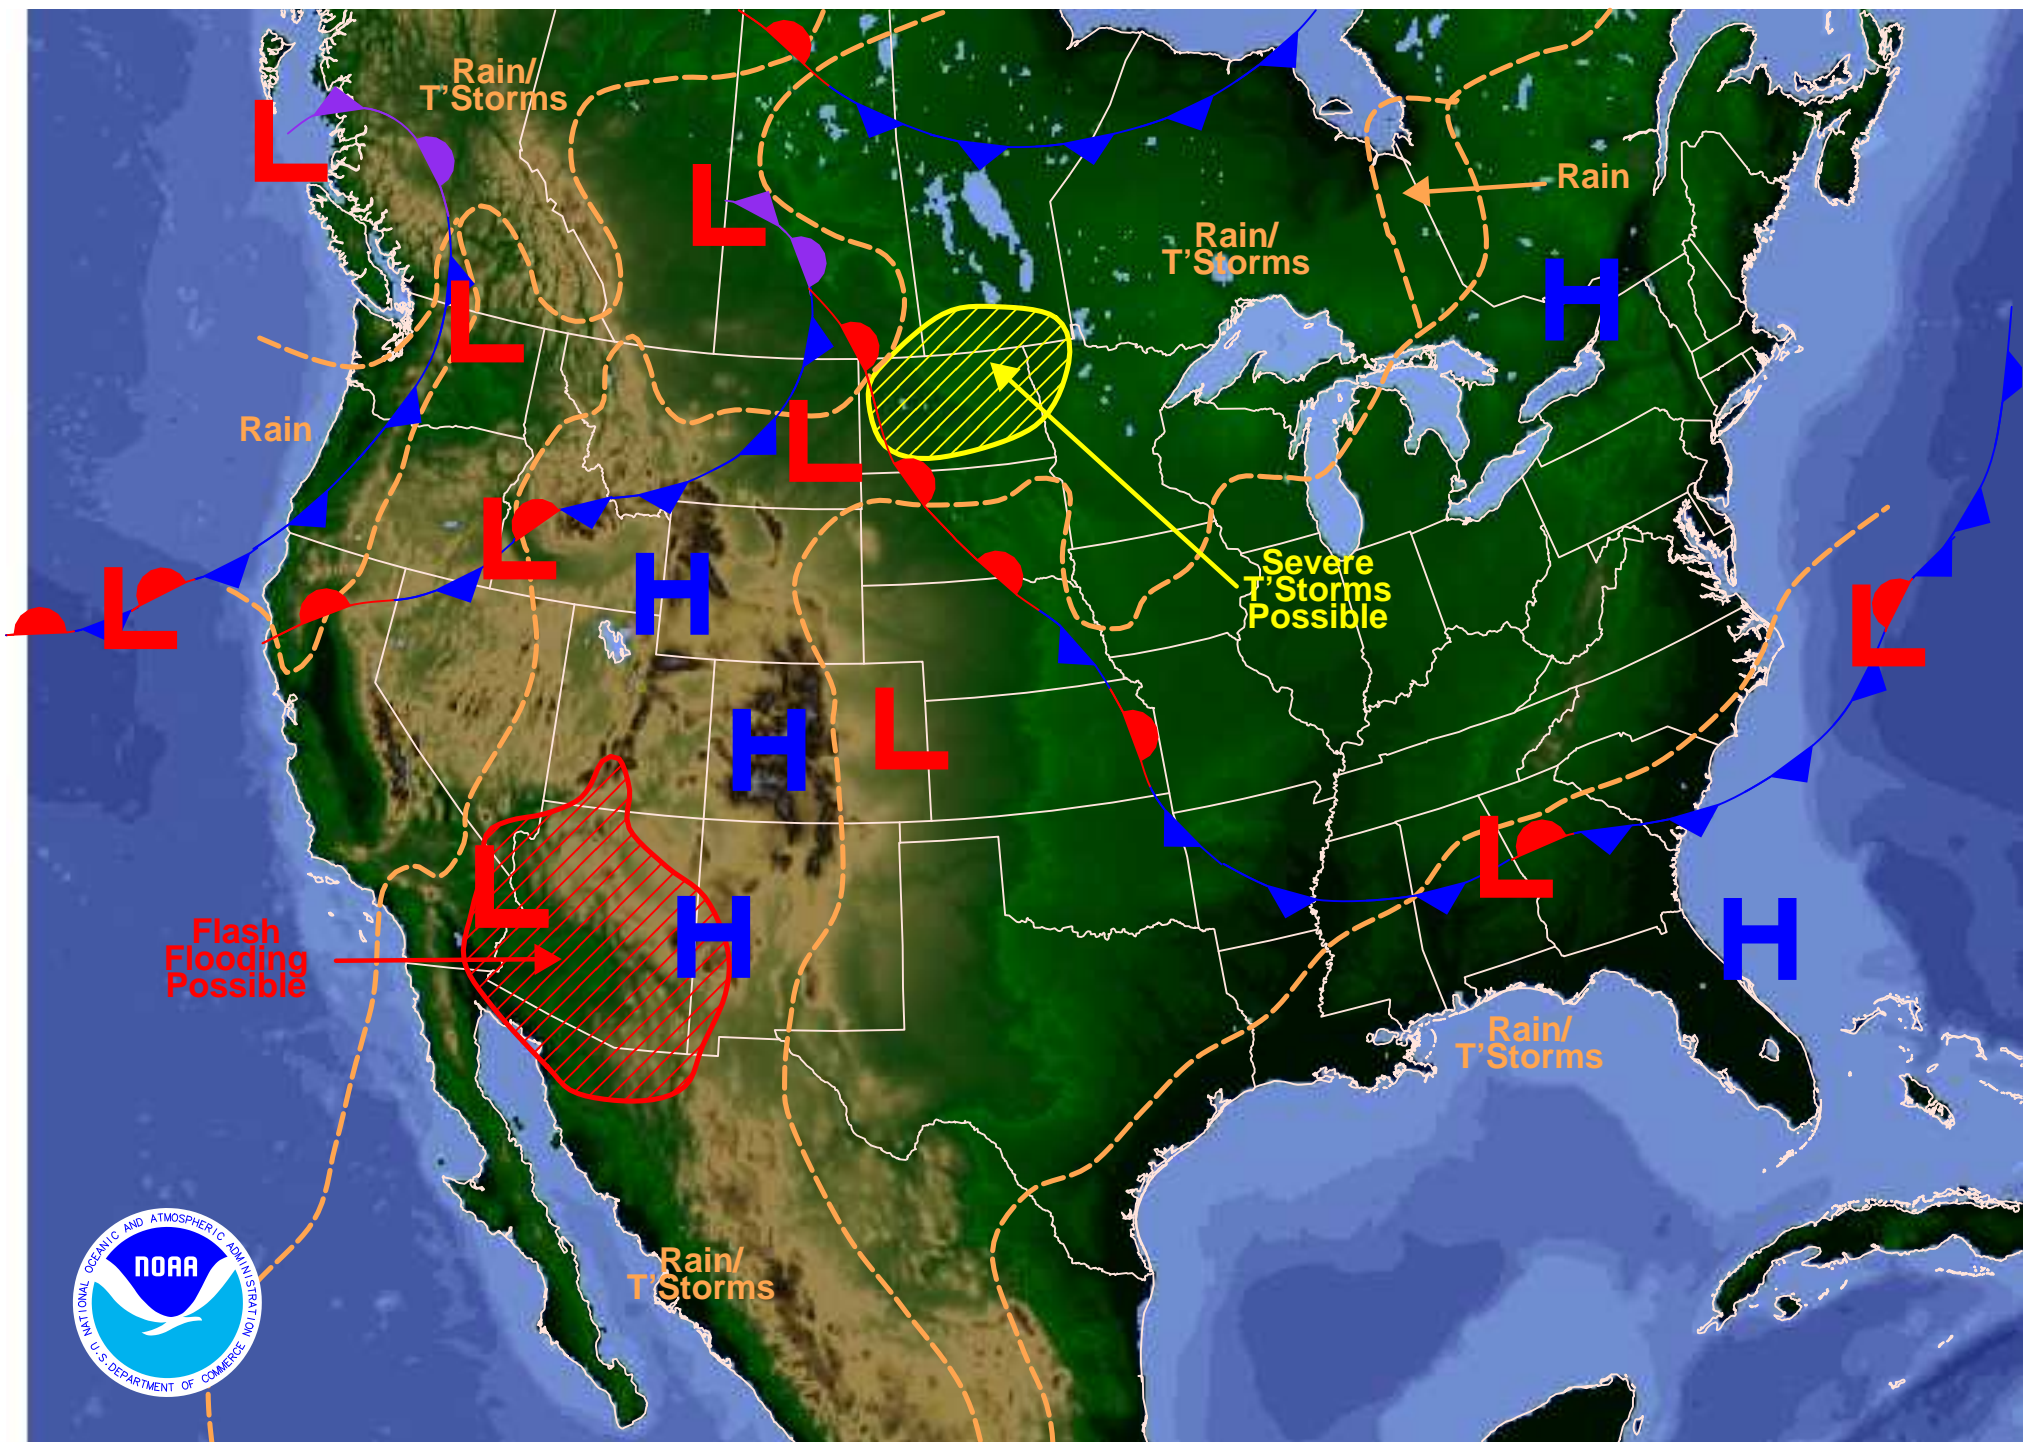 Rain/
T'Storms
L
L
Rain
Rain/
T'Storms
H
L
Rain
L
L
H
Severe
T'Storms
Possible
L
L
H
L
L
L
H
L
H
H
Flash
Flooding
Possible
Rain/
T'Storms
Rain/
T'Storms
NATIONAL OCEANIC AND ATMOSPHERIC ADMINISTRATION
NOAA
U.S. DEPARTMENT OF COMMERCE